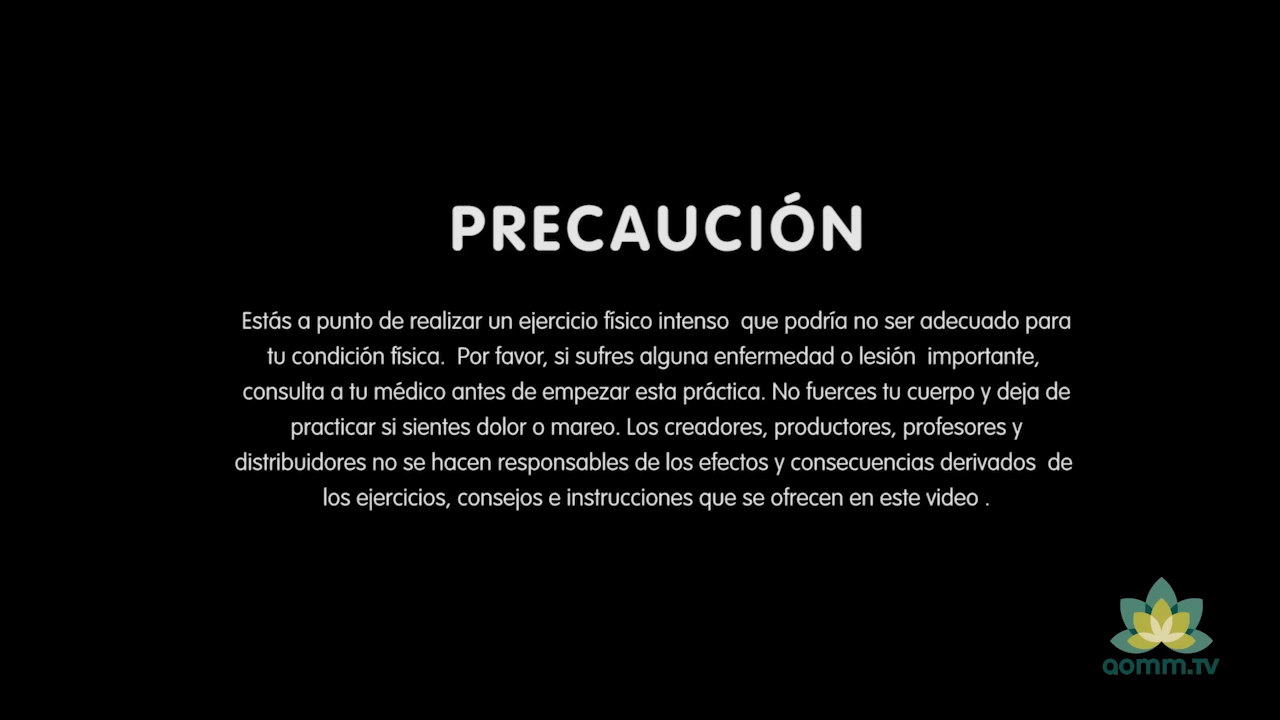 PRECAUCIÓN
Estás a punto de realizar un ejercicio físico intenso  que podría no ser adecuado para
tu condición física.  Por favor, si sufres alguna enfermedad o lesión  importante,
consulta a tu médico antes de empezar esta práctica. No fuerces tu cuerpo y deja de
practicar si sientes dolor o mareo. Los creadores, productores, profesores y
distribuidores no se hacen responsables de los efectos y consecuencias derivados  de
los ejercicios, consejos e instrucciones que se ofrecen en este video .
aomm.TV